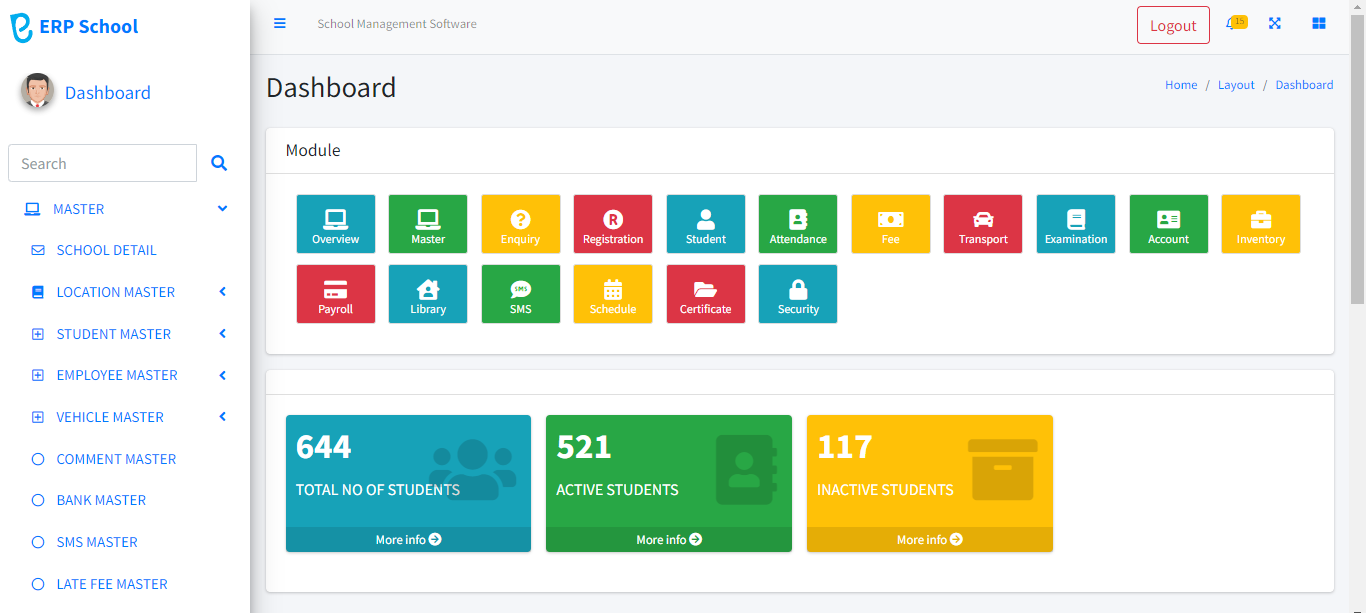 ERP School
School Management Software
Logout
15
Dashboard
Dashboard
Home / Layout / Dashboard
Search
Module
MASTER
SCHOOL DETAIL
LOCATION MASTER
STUDENT MASTER
EMPLOYEE MASTER
VEHICLE MASTER
COMMENT MASTER
BANK MASTER
SMS MASTER
LATE FEE MASTER
Overview
Master
?
Enquiry
R
Registration
Student
Attendance
Fee
Transport
Examination
Account
Inventory
Payroll
Library
SMS
SMS
Schedule
Certificate
Security
644
TOTAL NO OF STUDENTS
More info
521
ACTIVE STUDENTS
More info
117
INACTIVE STUDENTS
More info